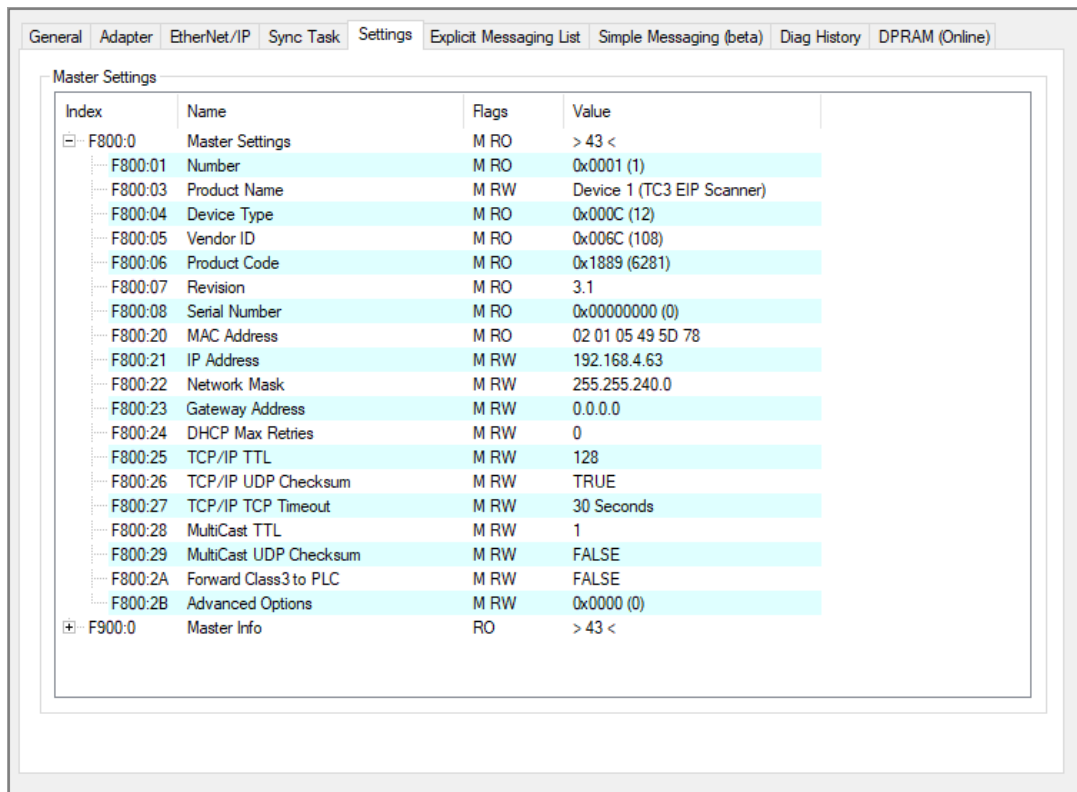 General Adapter EtherNet/IP Sync Task Settings Explicit Messaging List Simple Messaging (beta) Diag History DPRAM (Online)
Master Settings
Index Name Flags Value
F800:0 Master Settings M RO > 43 <
F800:01 Number M RO 0x0001 (1)
F800:03 Product Name M RW Device 1 (TC3 EIP Scanner)
F800:04 Device Type M RO 0x000C (12)
F800:05 Vendor ID M RO 0x006C (108)
F800:06 Product Code M RO 0x1889 (6281)
F800:07 Revision M RO 3.1
F800:08 Serial Number M RO 0x00000000 (0)
F800:20 MAC Address M RO 02 01 05 49 5D 78
F800:21 IP Address M RW 192.168.4.63
F800:22 Network Mask M RW 255.255.240.0
F800:23 Gateway Address M RW 0.0.0.0
F800:24 DHCP Max Retries M RW 0
F800:25 TCP/IP TTL M RW 128
F800:26 TCP/IP UDP Checksum M RW TRUE
F800:27 TCP/IP TCP Timeout M RW 30 Seconds
F800:28 MultiCast TTL M RW 1
F800:29 MultiCast UDP Checksum M RW FALSE
F800:2A Forward Class3 to PLC M RW FALSE
F800:2B Advanced Options M RW 0x0000 (0)
F900:0 Master Info RO > 43 <